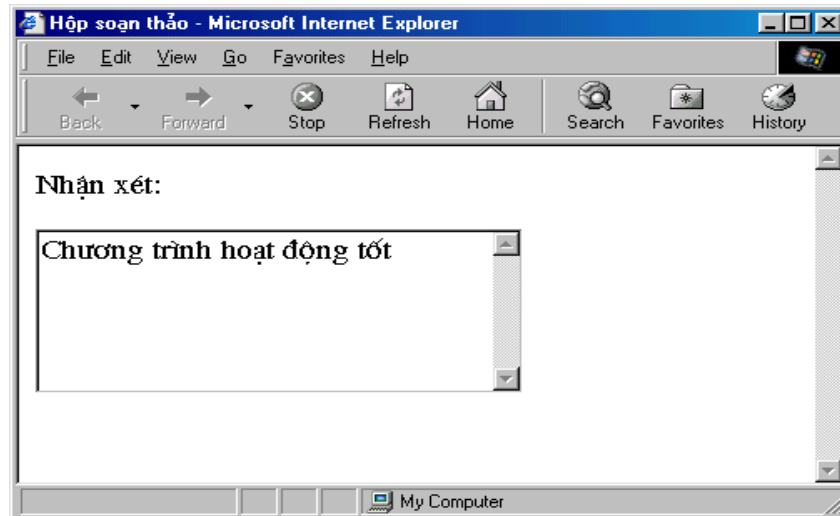 Hộp soạn thảo - Microsoft Internet Explorer
File Edit View Go Favorites Help
Back Forward Stop Refresh Home Search Favorites History
Nhận xét:
Chương trình hoạt động tốt
My Computer